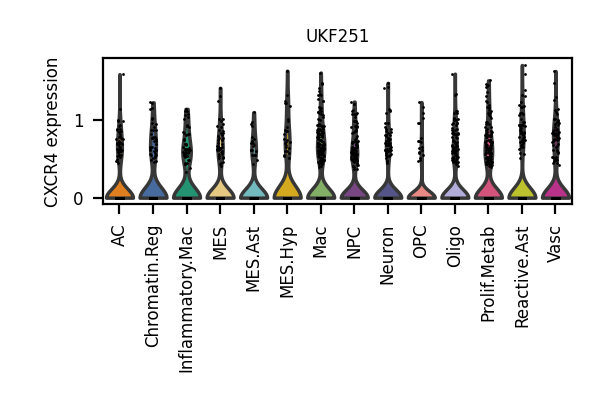 UKF251
CXCR4 expression
1
0
AC
Chromatin.Reg
Inflammatory.Mac
MES
MES.Ast
MES.Hyp
Mac
NPC
Neuron
OPC
Oligo
Prolif.Metab
Reactive.Ast
Vasc